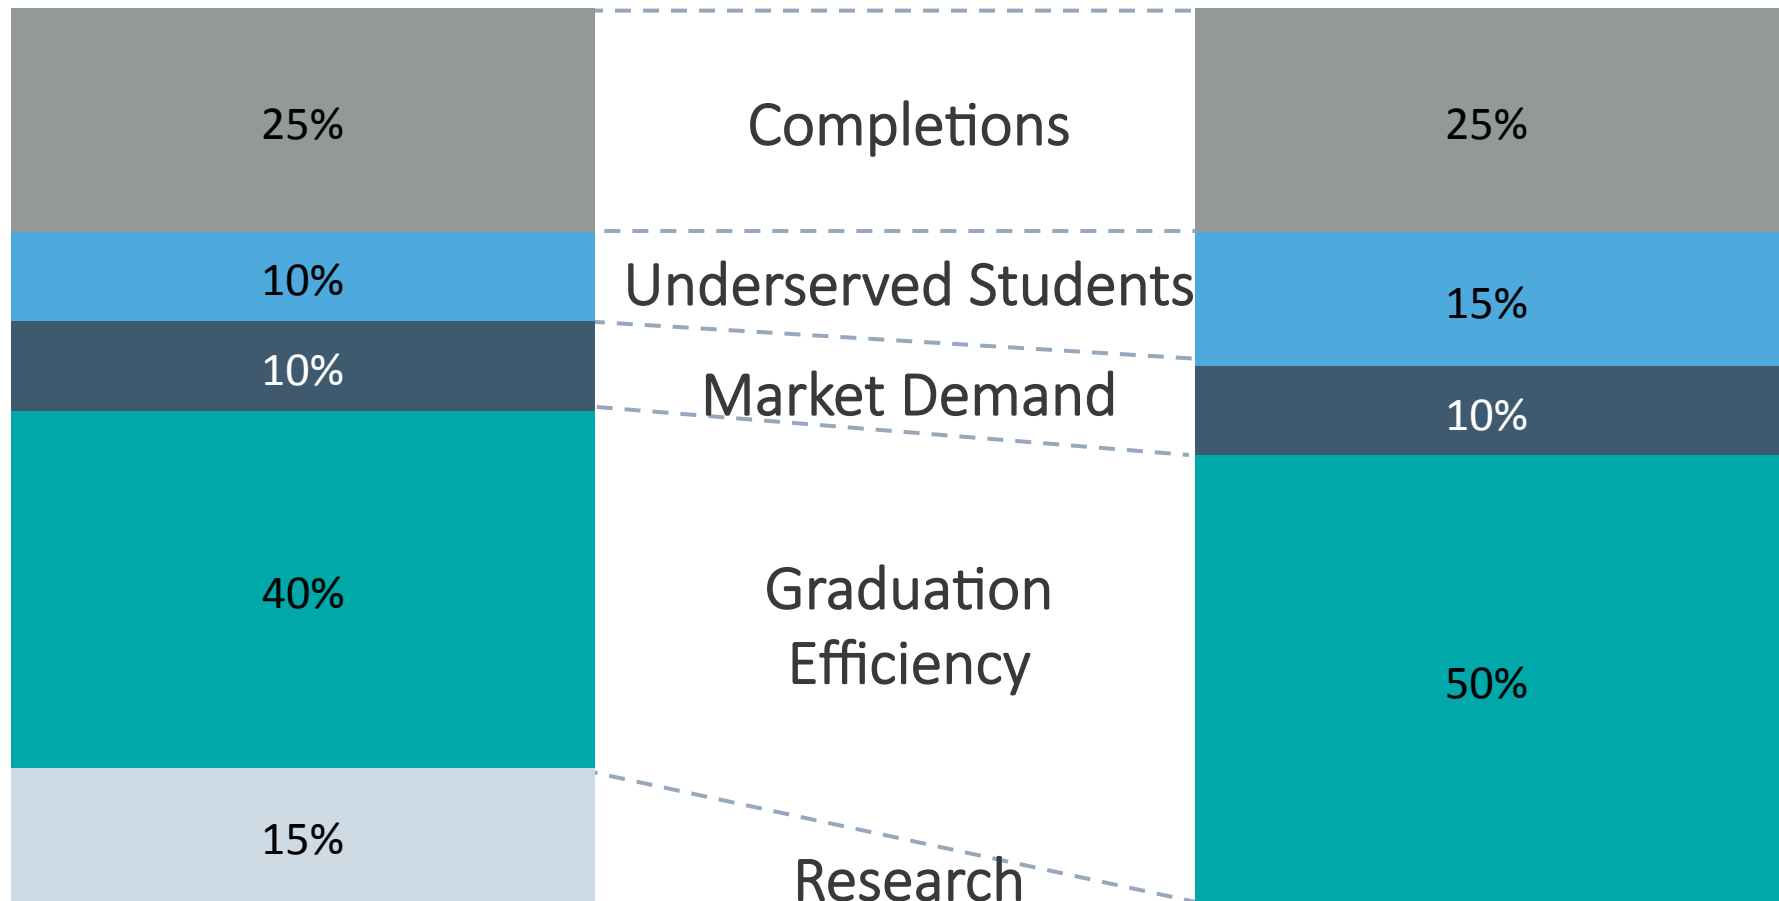 25%
Completions
25%
10%
Underserved Students
15%
10%
Market Demand
10%
40%
Graduation
Efficiency
50%
15%
Research